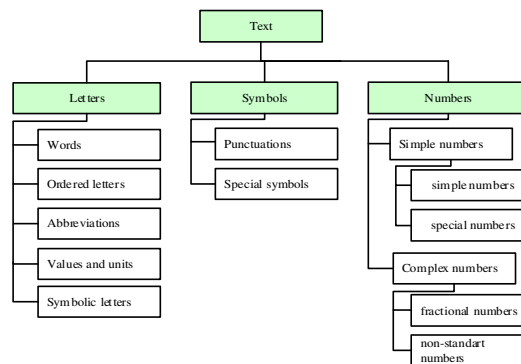 Text
Letters
Symbols
Numbers
Words
Ordered letters
Abbreviations
Values and units
Symbolic letters
Punctuations
Special symbols
Simple numbers
simple numbers
special numbers
Complex numbers
fractional numbers
non-standart
numbers